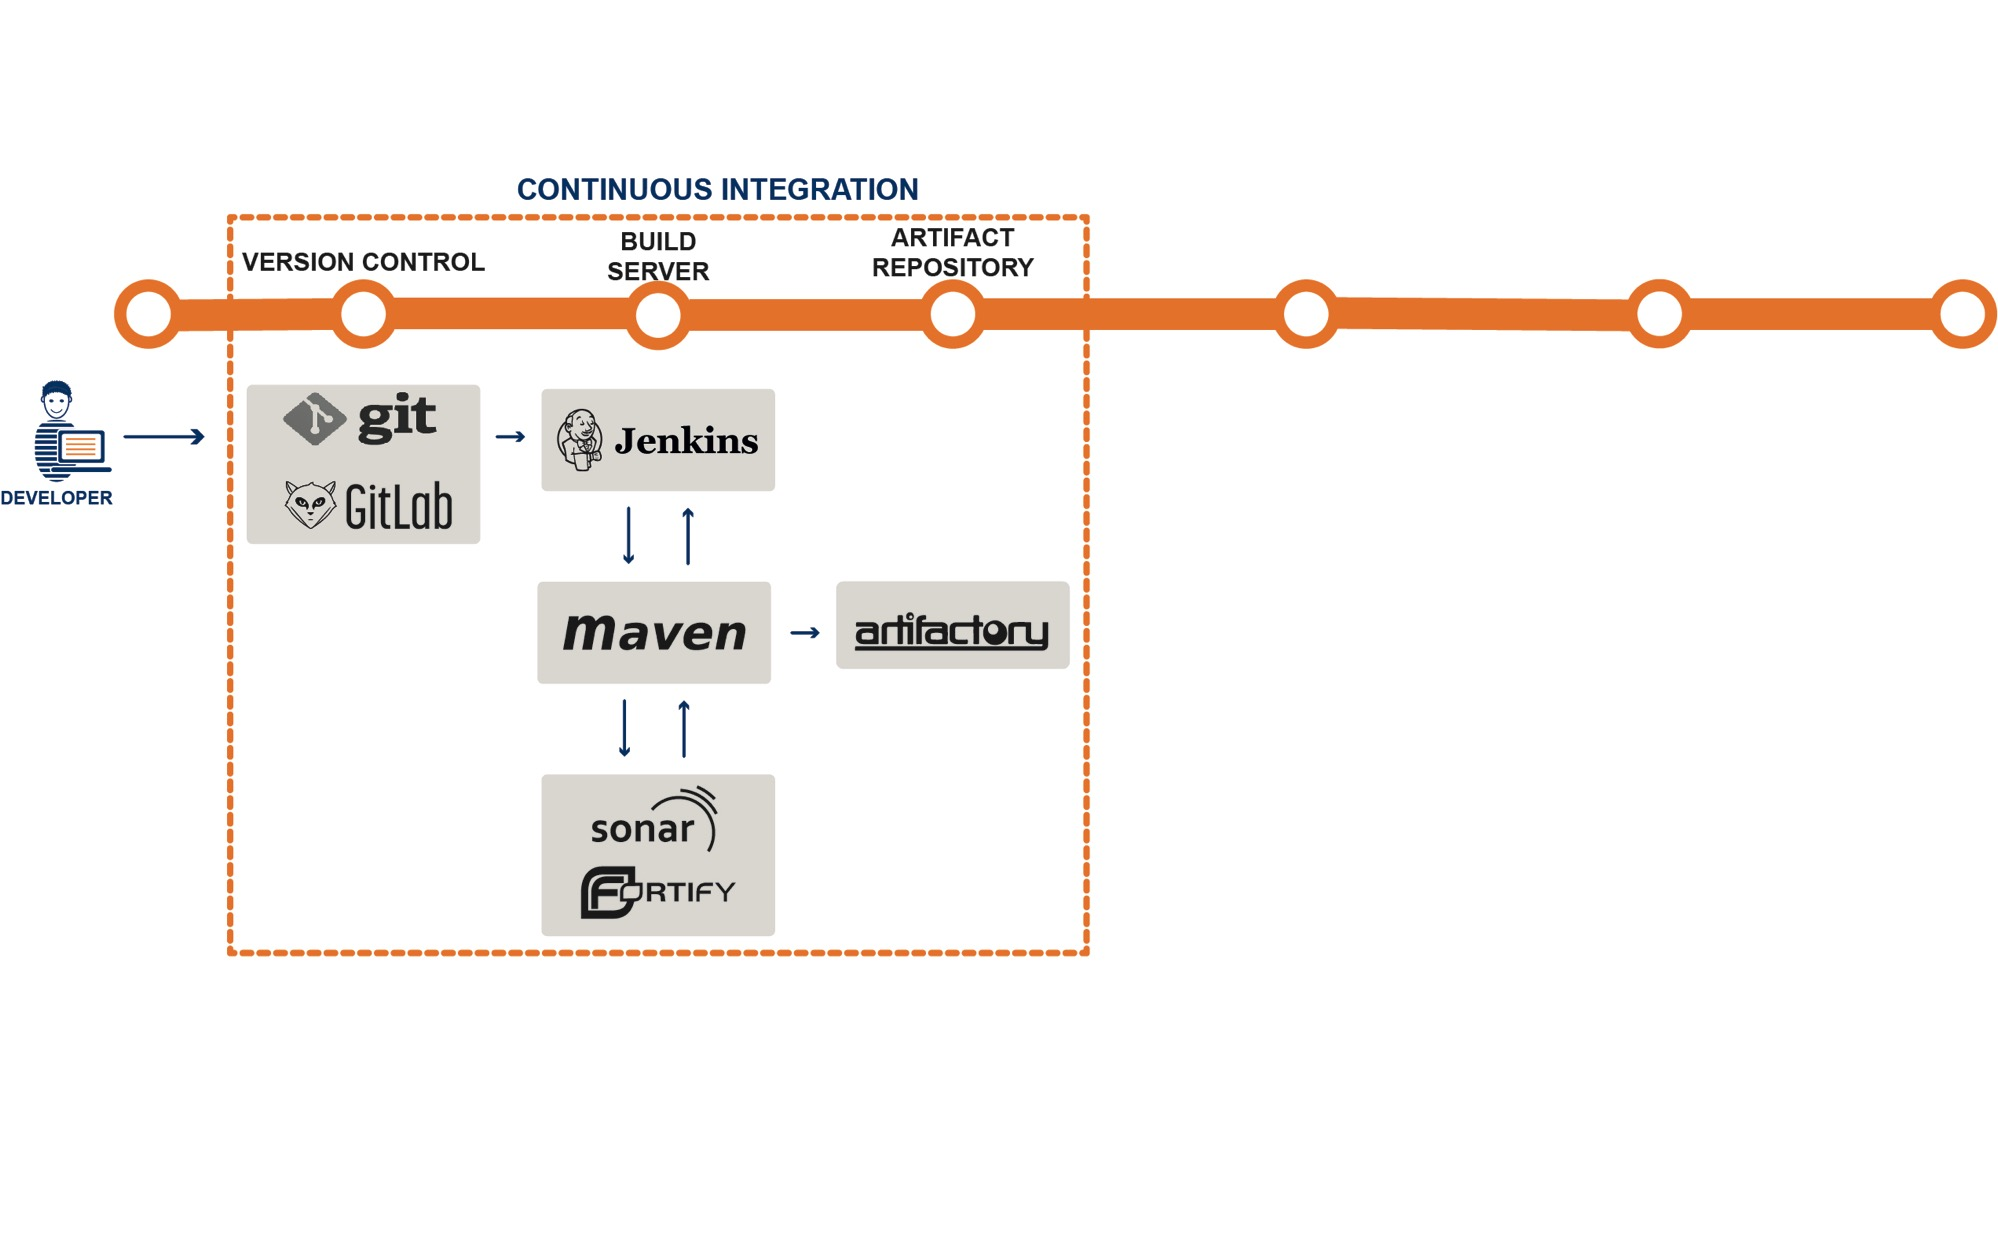 CONTINUOUS INTEGRATION
VERSION CONTROL
BUILD
SERVER
ARTIFACT
REPOSITORY
DEVELOPER
git
GitLab
Jenkins
maven
artifactory
sonar
FORTIFY